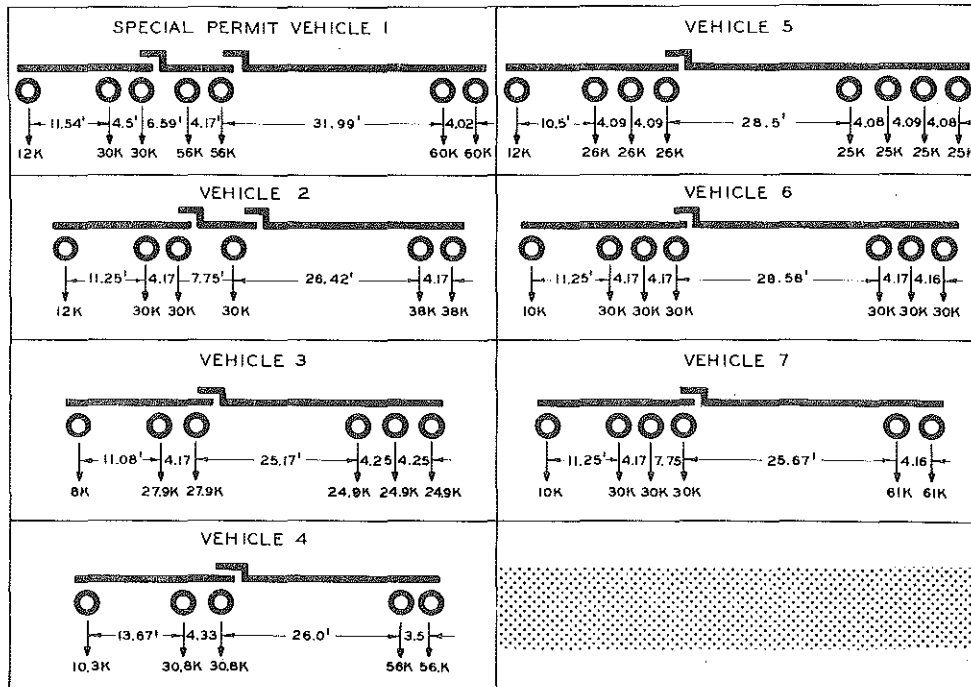 SPECIAL PERMIT VEHICLE 1
11.54' 4.5' 6.59' 4.17' 31.99' 4.02
12K 30K 30K 56K 56K 60K 60K
VEHICLE 5
10.5' 4.09 4.09 28.5' 4.08 4.09 4.08
12K 26K 26K 26K 25K 25K 25K 25K
VEHICLE 2
11.25' 4.17 7.75' 26.42' 4.17
12K 30K 30K 30K 38K 38K
VEHICLE 6
11.25' 4.17 4.17 28.58' 4.17 4.16
10K 30K 30K 30K 30K 30K 30K
VEHICLE 3
11.08' 4.17 25.17' 4.25 4.25
8K 27.9K 27.9K 24.9K 24.9K 24.9K
VEHICLE 7
11.25' 4.17 7.75 25.67' 4.16
10K 30K 30K 30K 61K 61K
VEHICLE 4
13.67' 4.33 26.0' 3.5
10.3K 30.8K 30.8K 56K 56K